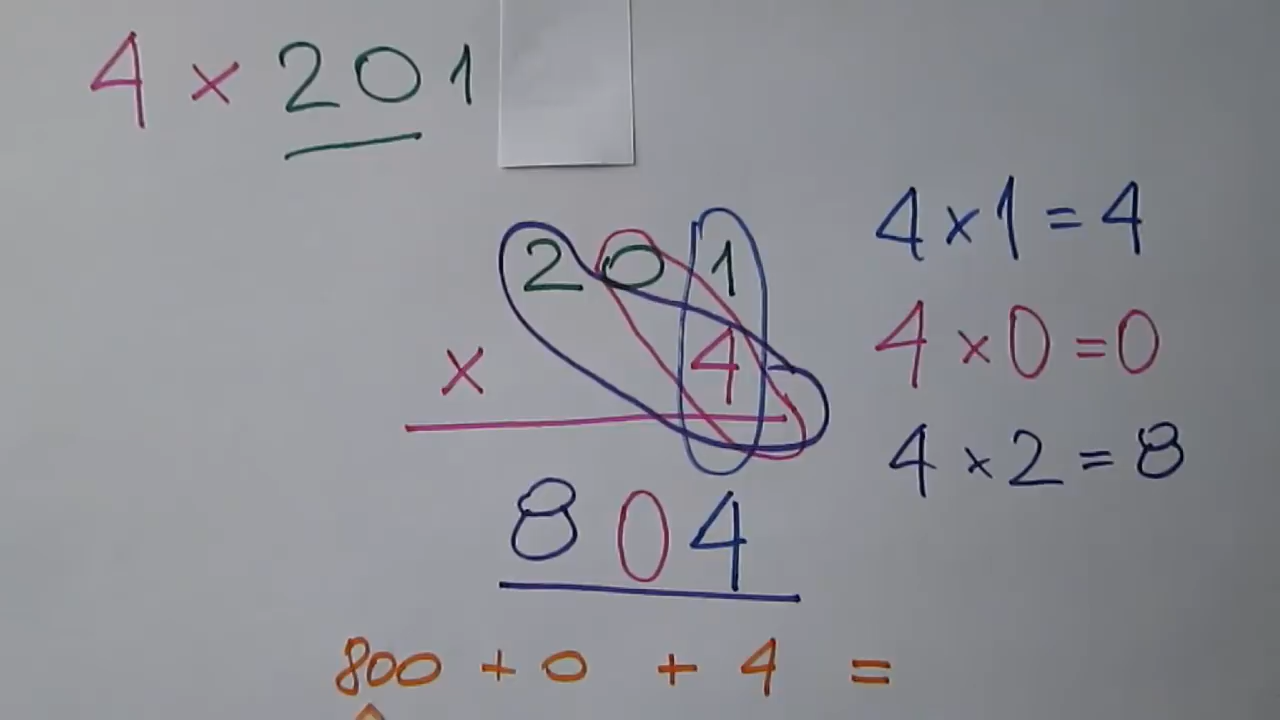 4 × 201
201
× 4
804
4 × 1 = 4
4 × 0 = 0
4 × 2 = 8
800 + 0 + 4 =